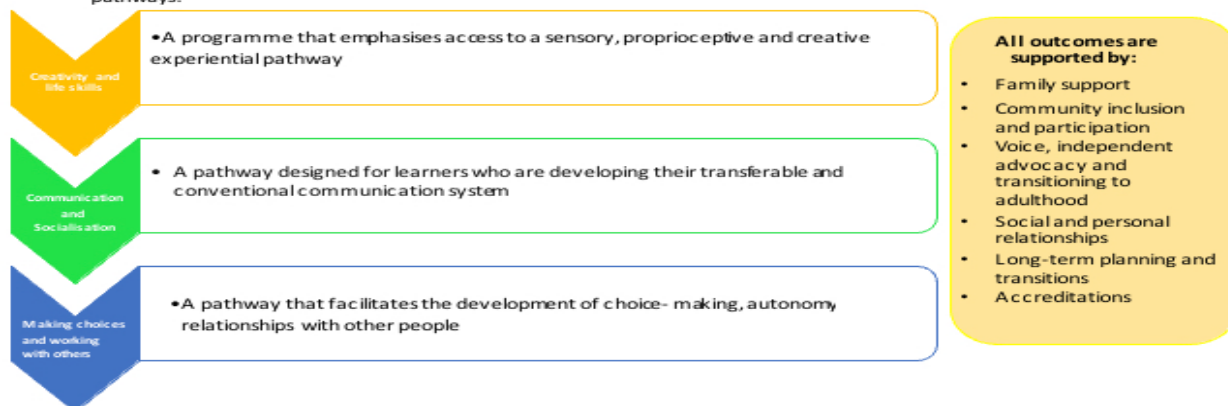 pathways.
Creativity and
life skills
•A programme that emphasises access to a sensory, proprioceptive and creative
experiential pathway
Communication
and
Socialisation
• A pathway designed for learners who are developing their transferable and
conventional communication system
Making choices
and working
with others
•A pathway that facilitates the development of choice- making, autonomy,
relationships with other people
All outcomes are
supported by:
• Family support
• Community inclusion
and participation
• Voice, independent
advocacy and
transitioning to
adulthood
• Social and personal
relationships
• Long-term planning and
transitions
• Accreditations